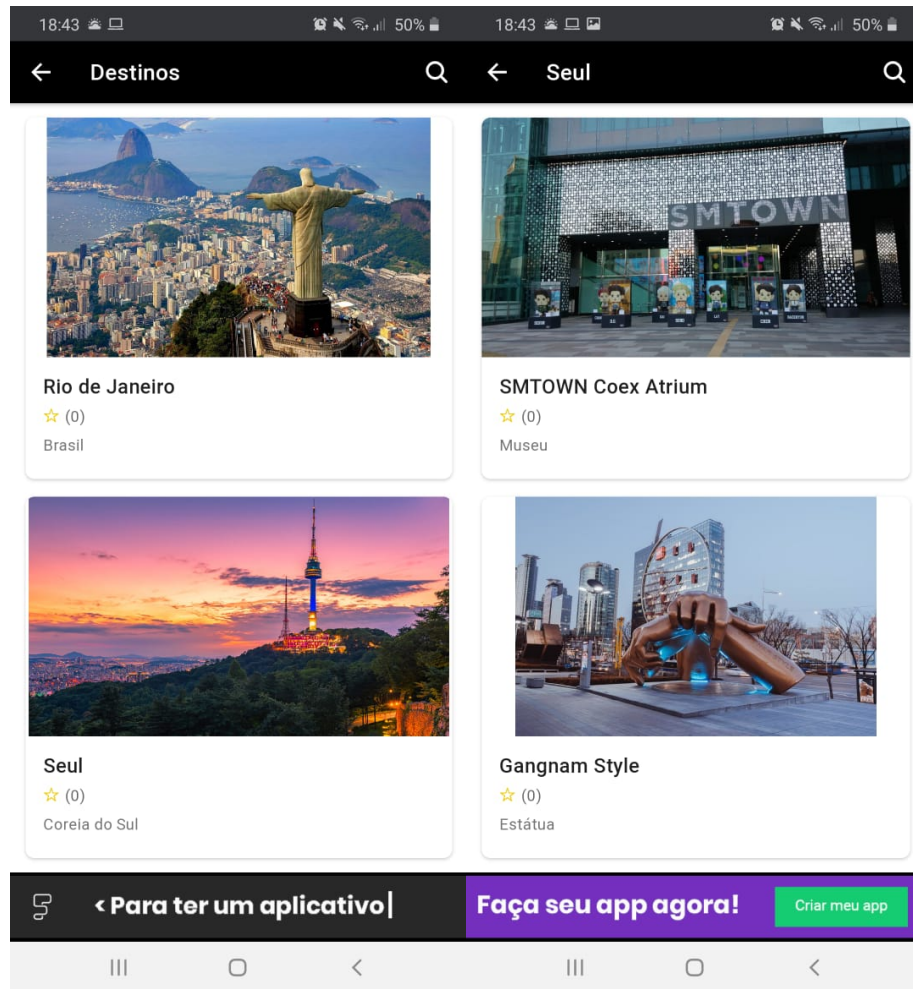 18:43
50%
Destinos
Rio de Janeiro
(0)
Brasil
Seul
(0)
Coreia do Sul
< Para ter um aplicativo|
18:43
50%
Seul
SMTOWN
SMTOWN Coex Atrium
(0)
Museu
Gangnam Style
(0)
Estátua
Faça seu app agora!
Criar meu app